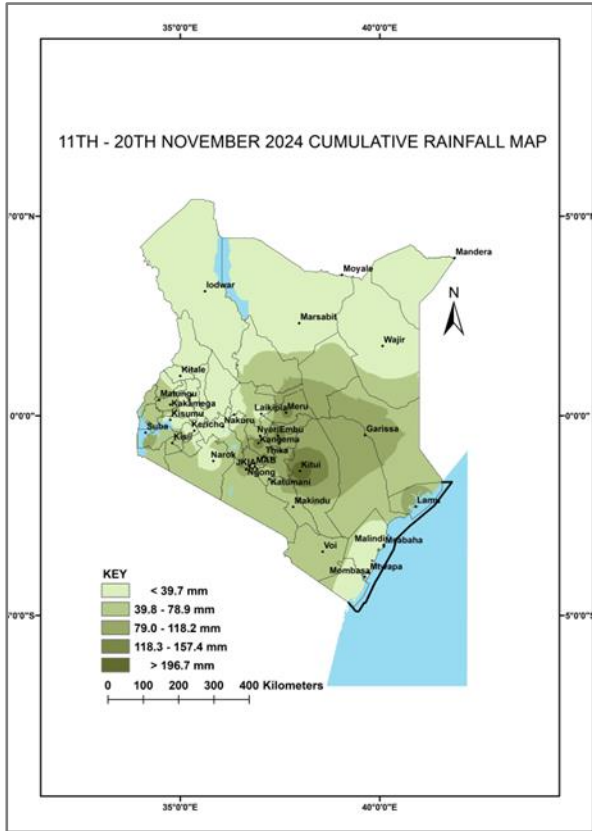 35°0'0"E 40°0'0"E
11TH - 20TH NOVEMBER 2024 CUMULATIVE RAINFALL MAP
°0'0"N 5°0'0"N
Mandera
Moyale
lodwar
N
Marsabit
Wajir
Kitale
Matungu
Kakamega
Laikipia Meru
°0'0" 0°0'0"
Kisumu
Nakuru
Suba Kericho Nyeri Embu Garissa
Kisii Kangema
Thika
Narok JKIA MAB
Ngong Kitui
Katumani
Makindu Lamu
Malindi Msabaha
Voi
Mombasa Mtwapa
KEY
< 39.7 mm
39.8 - 78.9 mm
79.0 - 118.2 mm
118.3 - 157.4 mm
> 196.7 mm
°0'0"S 5°0'0"S
0 100 200 300 400 Kilometers
35°0'0"E 40°0'0"E